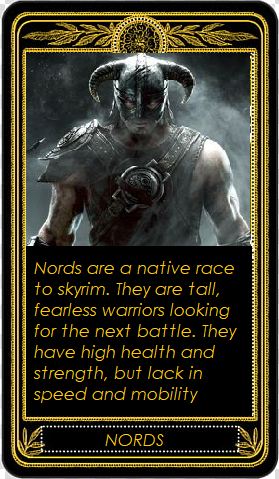 Nords are a native race
to skyrim. They are tall,
fearless warriors looking
for the next battle. They
have high health and
strength, but lack in
speed and mobility
NORDS